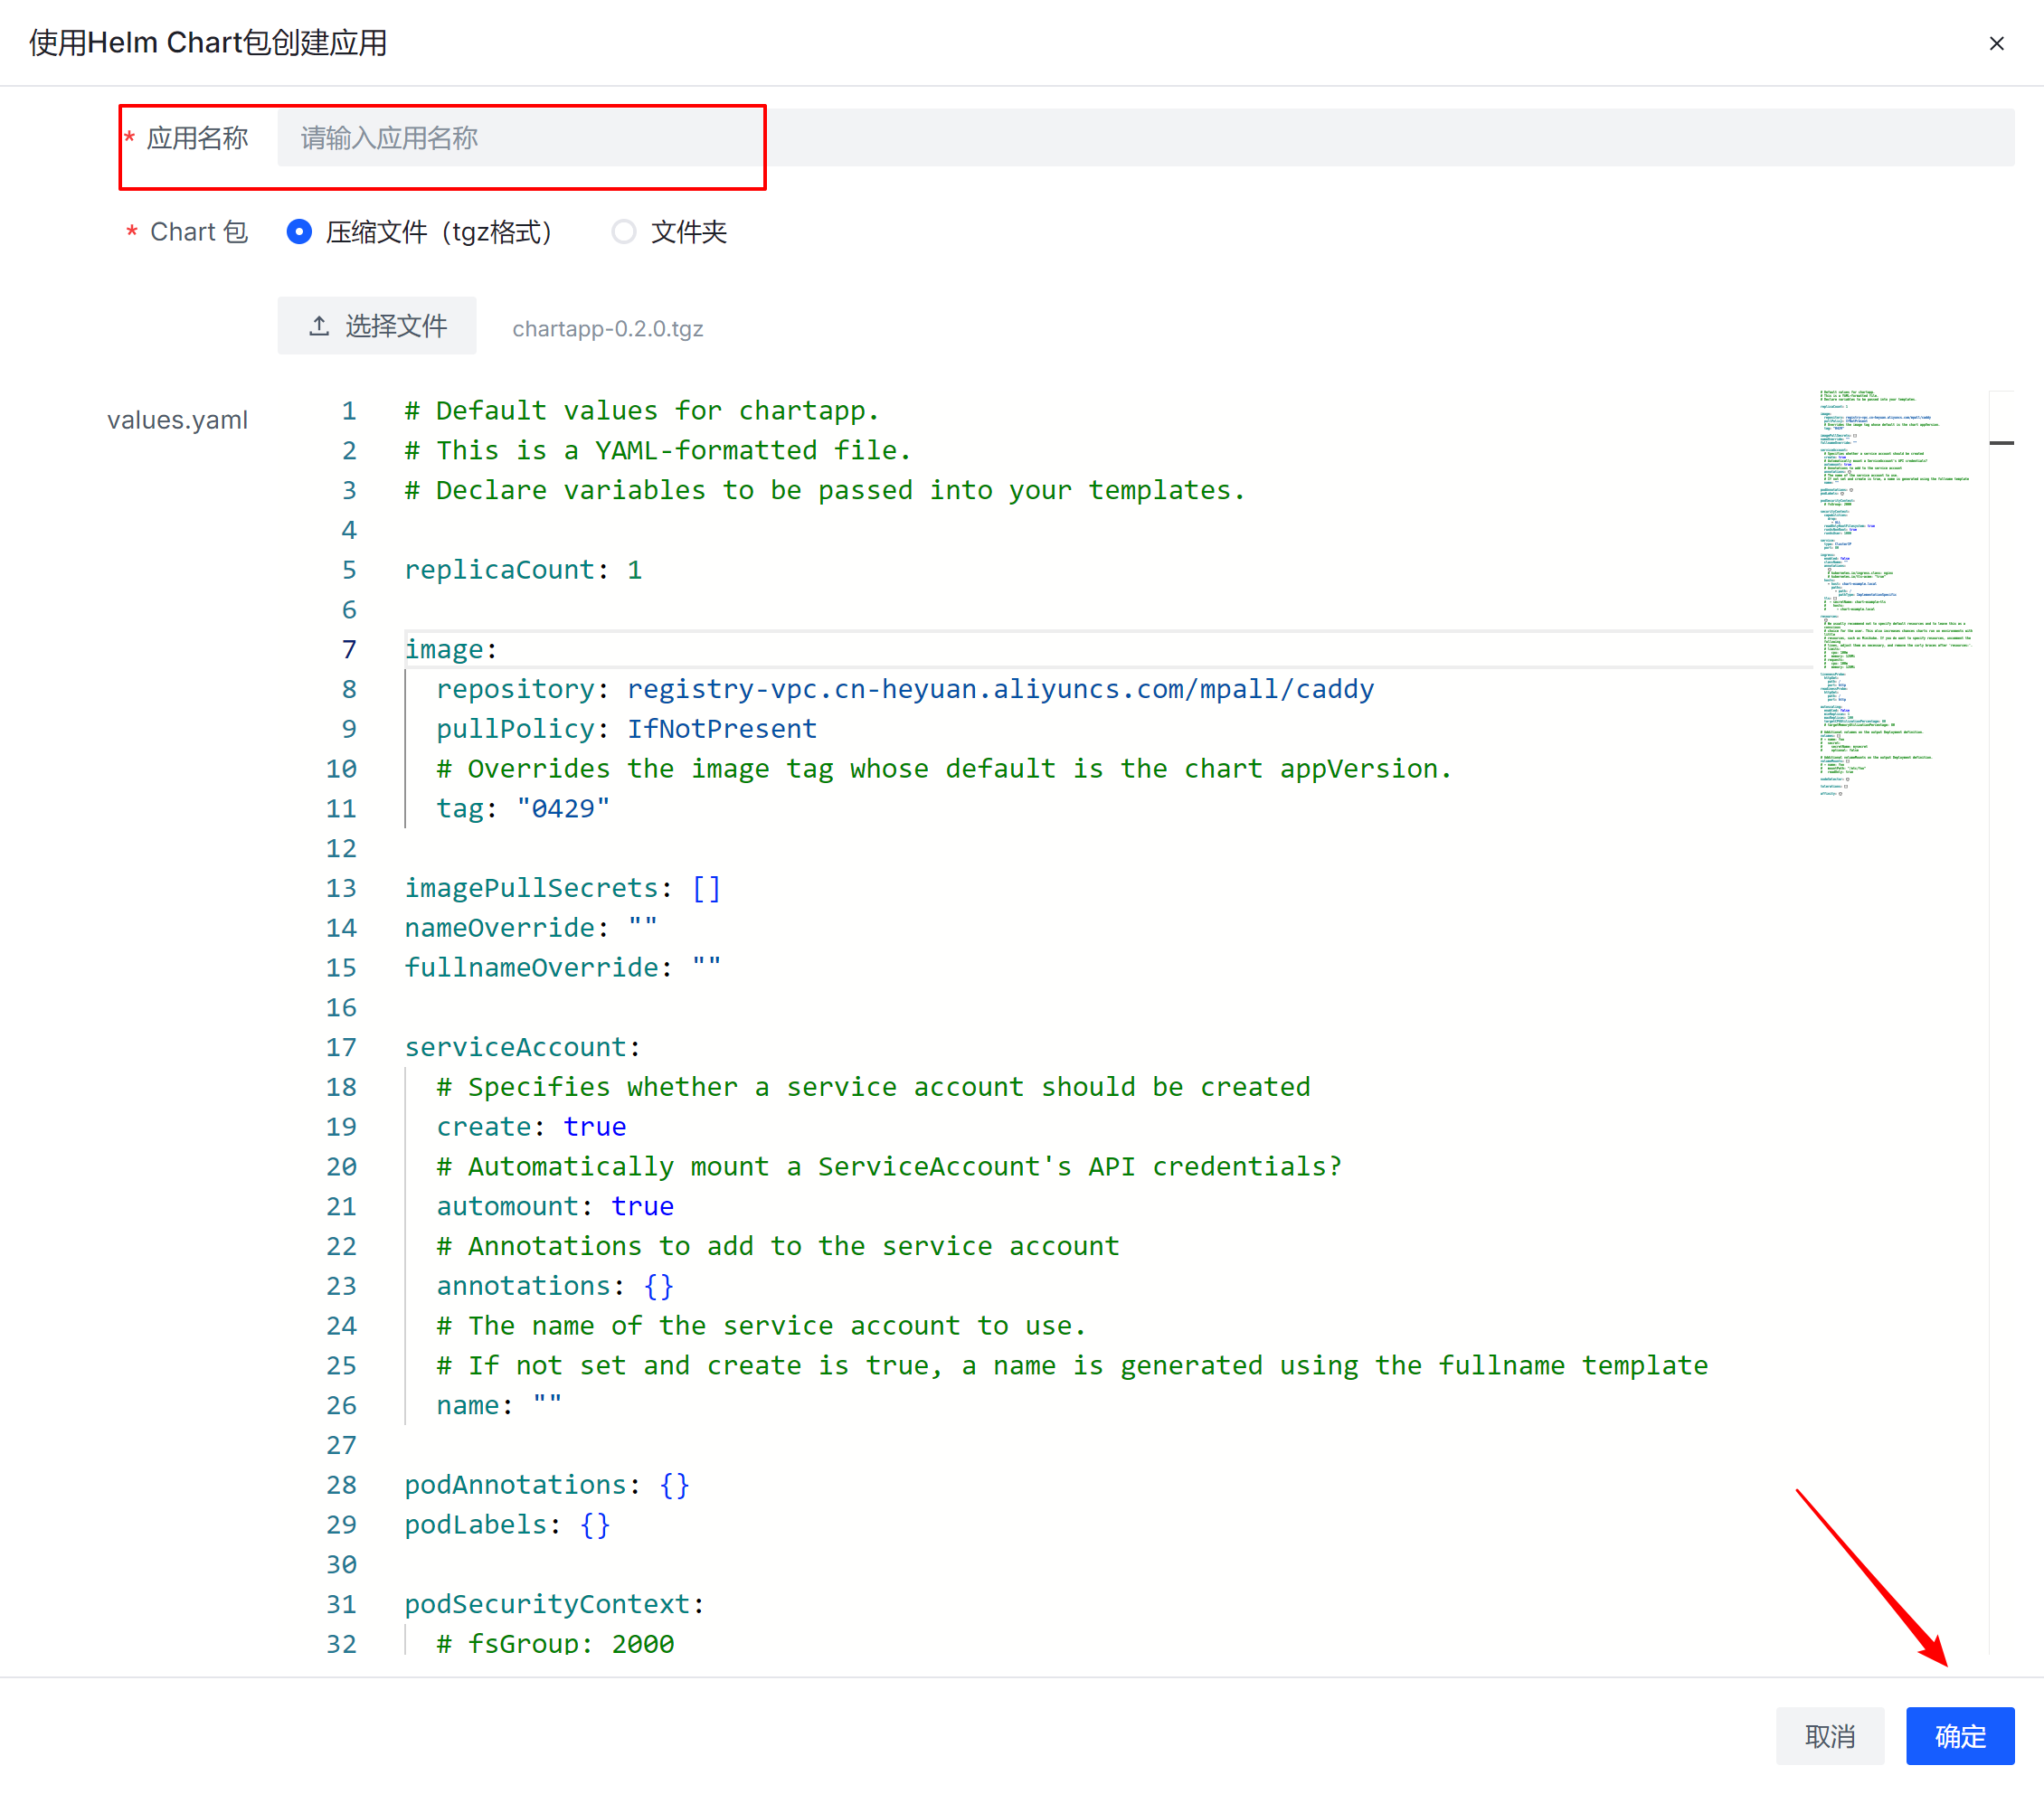 使用Helm Chart包创建应用
* 应用名称 请输入应用名称
* Chart 包 压缩文件（tgz格式） 文件夹
选择文件 chartapp-0.2.0.tgz
values.yaml
1 # Default values for chartapp.
2 # This is a YAML-formatted file.
3 # Declare variables to be passed into your templates.
4
5 replicaCount: 1
6
7 image:
8   repository: registry-vpc.cn-heyuan.aliyuncs.com/mpall/caddy
9   pullPolicy: IfNotPresent
10   # Overrides the image tag whose default is the chart appVersion.
11   tag: "0429"
12
13 imagePullSecrets: []
14 nameOverride: ""
15 fullnameOverride: ""
16
17 serviceAccount:
18   # Specifies whether a service account should be created
19   create: true
20   # Automatically mount a ServiceAccount's API credentials?
21   automount: true
22   # Annotations to add to the service account
23   annotations: {}
24   # The name of the service account to use.
25   # If not set and create is true, a name is generated using the fullname template
26   name: ""
27
28 podAnnotations: {}
29 podLabels: {}
30
31 podSecurityContext:
32   # fsGroup: 2000
取消 确定